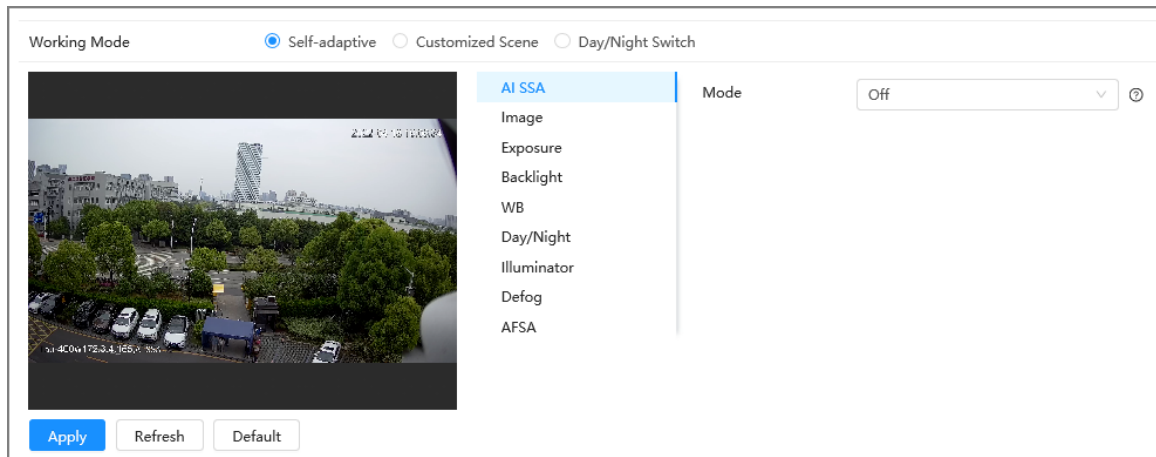 Working Mode Self-adaptive Customized Scene Day/Night Switch
AI SSA
Image
Exposure
Backlight
WB
Day/Night
Illuminator
Defog
AFSA
Mode Off
Apply Refresh Default